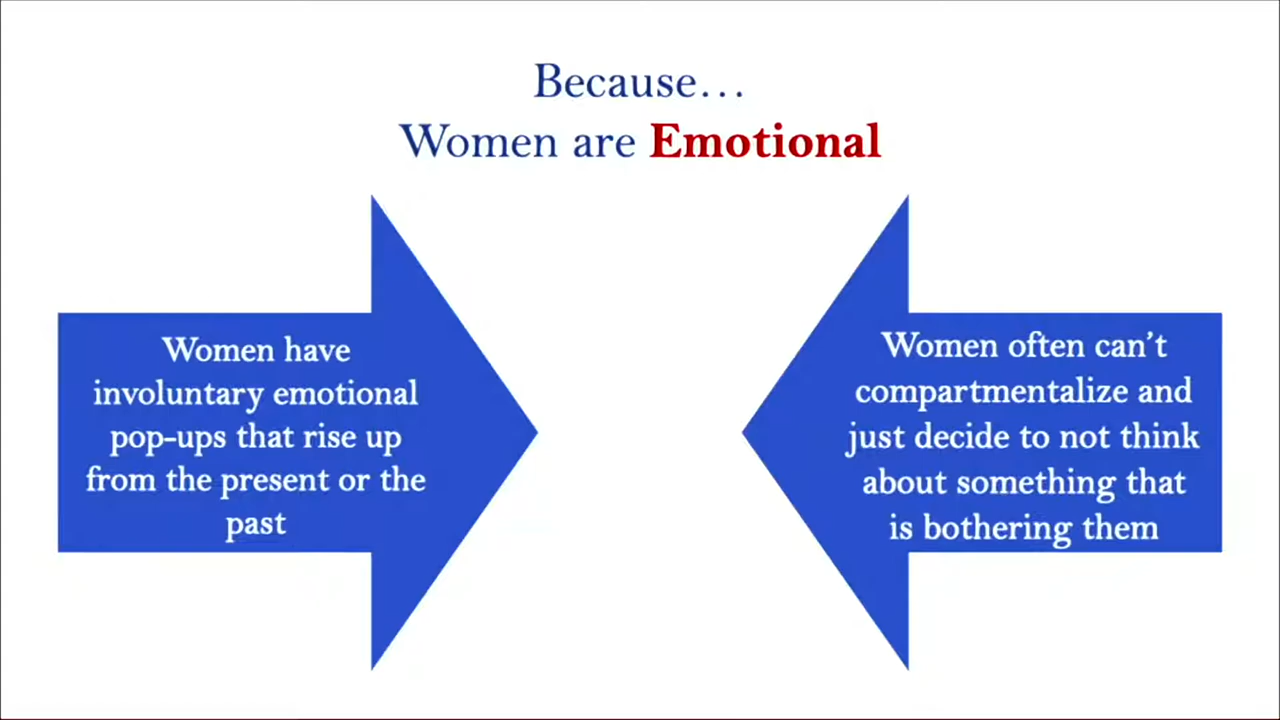 Because…
Women are Emotional
Women have
involuntary emotional
pop-ups that rise up
from the present or the
past
Women often can’t
compartmentalize and
just decide to not think
about something that
is bothering them